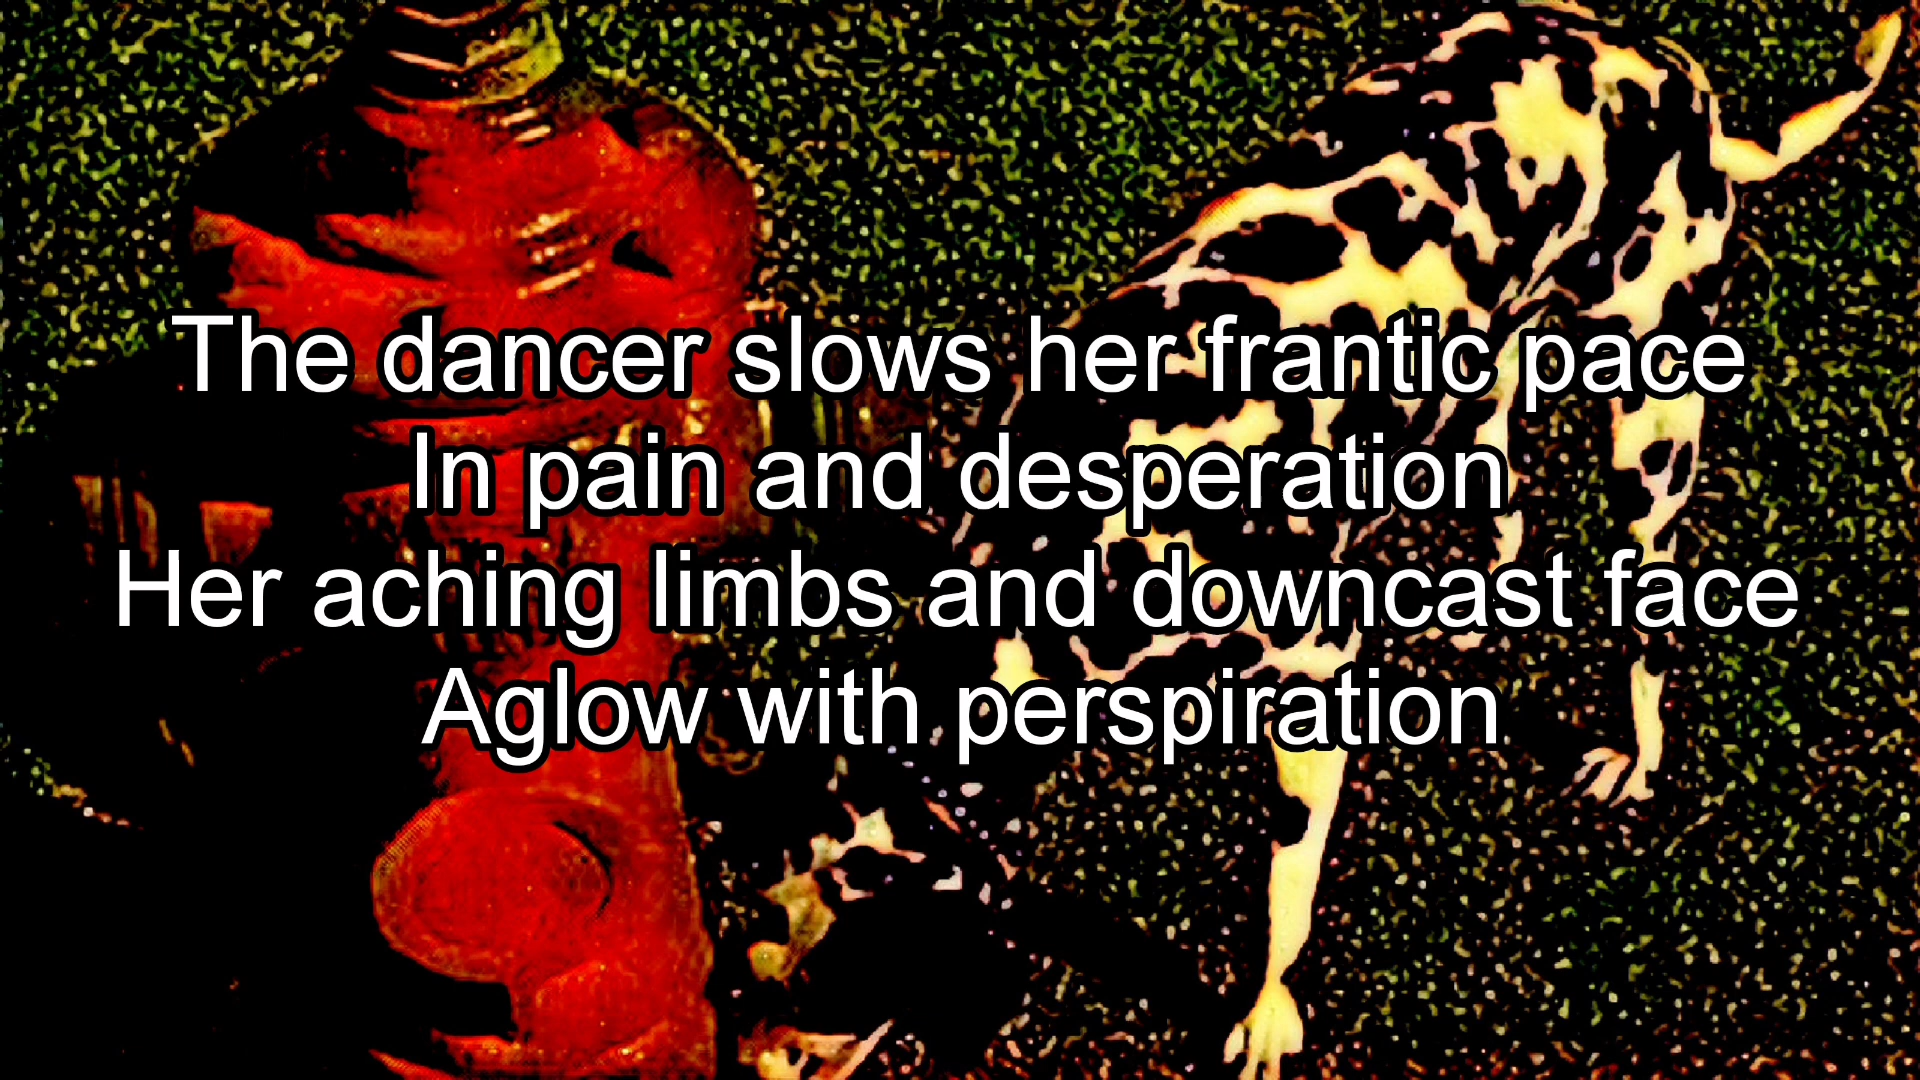 The dancer slows her frantic pace
In pain and desperation
Her aching limbs and downcast face
Aglow with perspiration